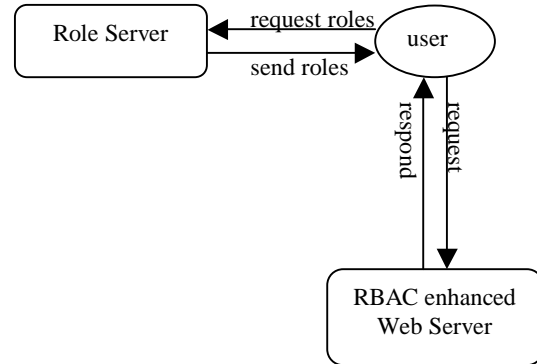 request roles
Role Server
user
send roles
respond
request
RBAC enhanced
Web Server